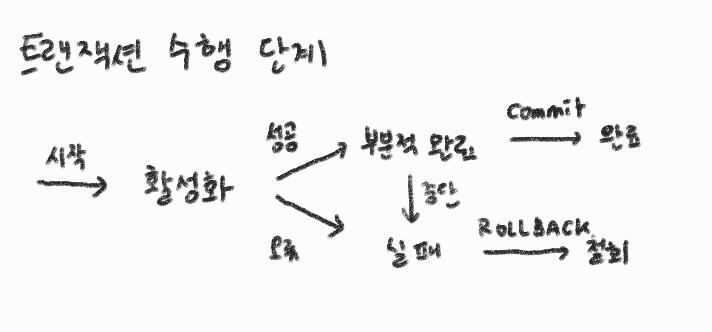 트랜잭션 수행 단계
시작
활성화
성공
부분적 완료
Commit
완료
중단
오류
실패
ROLLBACK
철회